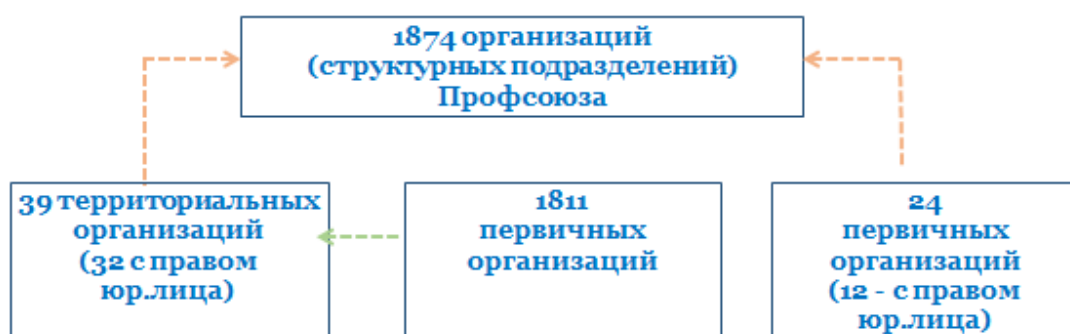 1874 организаций
(структурных подразделений)
Профсоюза
39 территориальных
организаций
(32 с правом
юр.лица)
1811
первичных
организаций
24
первичных
организаций
(12 - с правом
юр.лица)